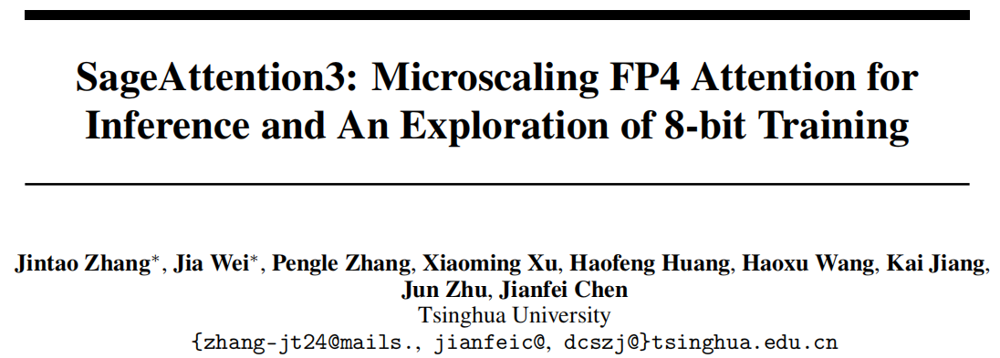 SageAttention3: Microscaling FP4 Attention for
Inference and An Exploration of 8-bit Training
Jintao Zhang*, Jia Wei*, Pengle Zhang, Xiaoming Xu, Haofeng Huang, Haoxu Wang, Kai Jiang,
Jun Zhu, Jianfei Chen
Tsinghua University
{zhang-jt24@mails., jianfeic@, dcszj@}tsinghua.edu.cn